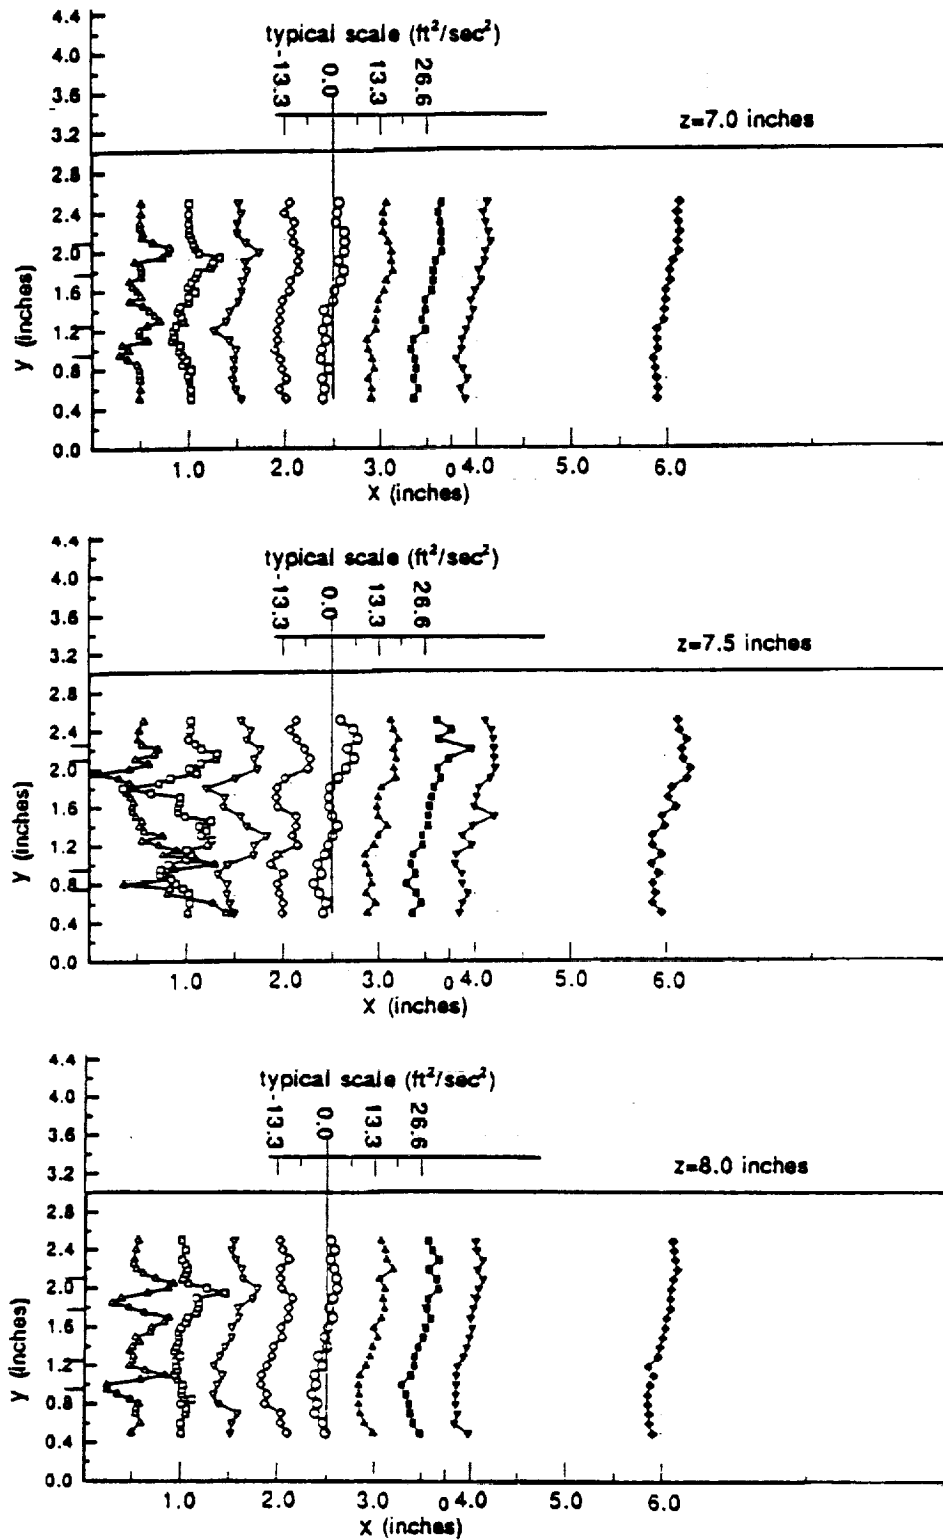 4.4
4.0
3.6
3.2
2.8
2.4
2.0
1.6
1.2
0.8
0.4
0.0
typical scale (ft²/sec²)
-13.3 0.0 13.3 26.6
z=7.0 inches
y (inches)
1.0 2.0 3.0 0 4.0 5.0 6.0
x (inches)
4.4
4.0
3.6
3.2
2.8
2.4
2.0
1.6
1.2
0.8
0.4
0.0
typical scale (ft²/sec²)
-13.3 0.0 13.3 26.6
z=7.5 inches
y (inches)
1.0 2.0 3.0 0 4.0 5.0 6.0
x (inches)
4.4
4.0
3.6
3.2
2.8
2.4
2.0
1.6
1.2
0.8
0.4
0.0
typical scale (ft²/sec²)
-13.3 0.0 13.3 26.6
z=8.0 inches
y (inches)
1.0 2.0 3.0 0 4.0 5.0 6.0
x (inches)